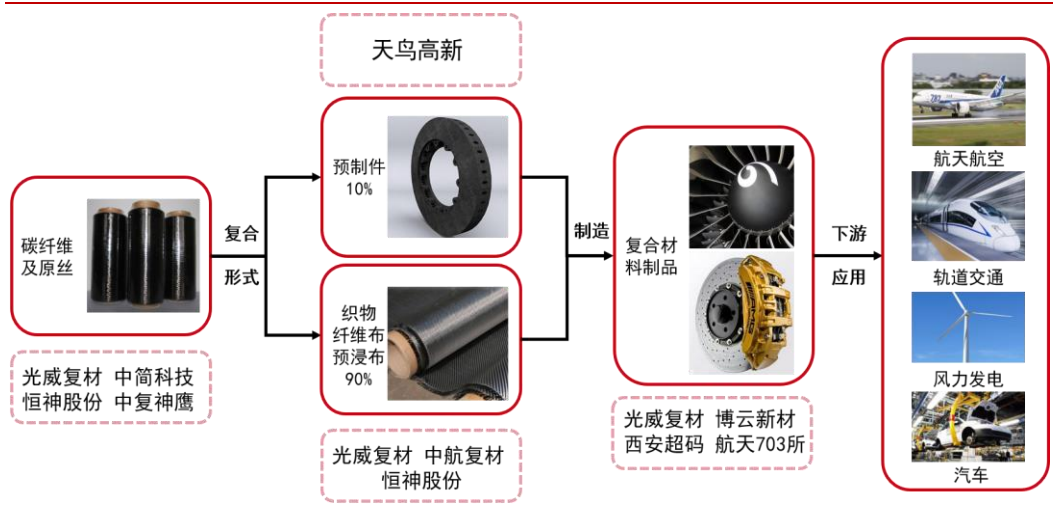 天鸟高新
预制件
10%
碳纤维
及原丝
复合
形式
织物
纤维布
预浸布
90%
光威复材 中简科技
恒神股份 中复神鹰
光威复材 中航复材
恒神股份
制造
复合材
料制品
光威复材 博云新材
西安超码 航天703所
下游
应用
航天航空
轨道交通
风力发电
汽车